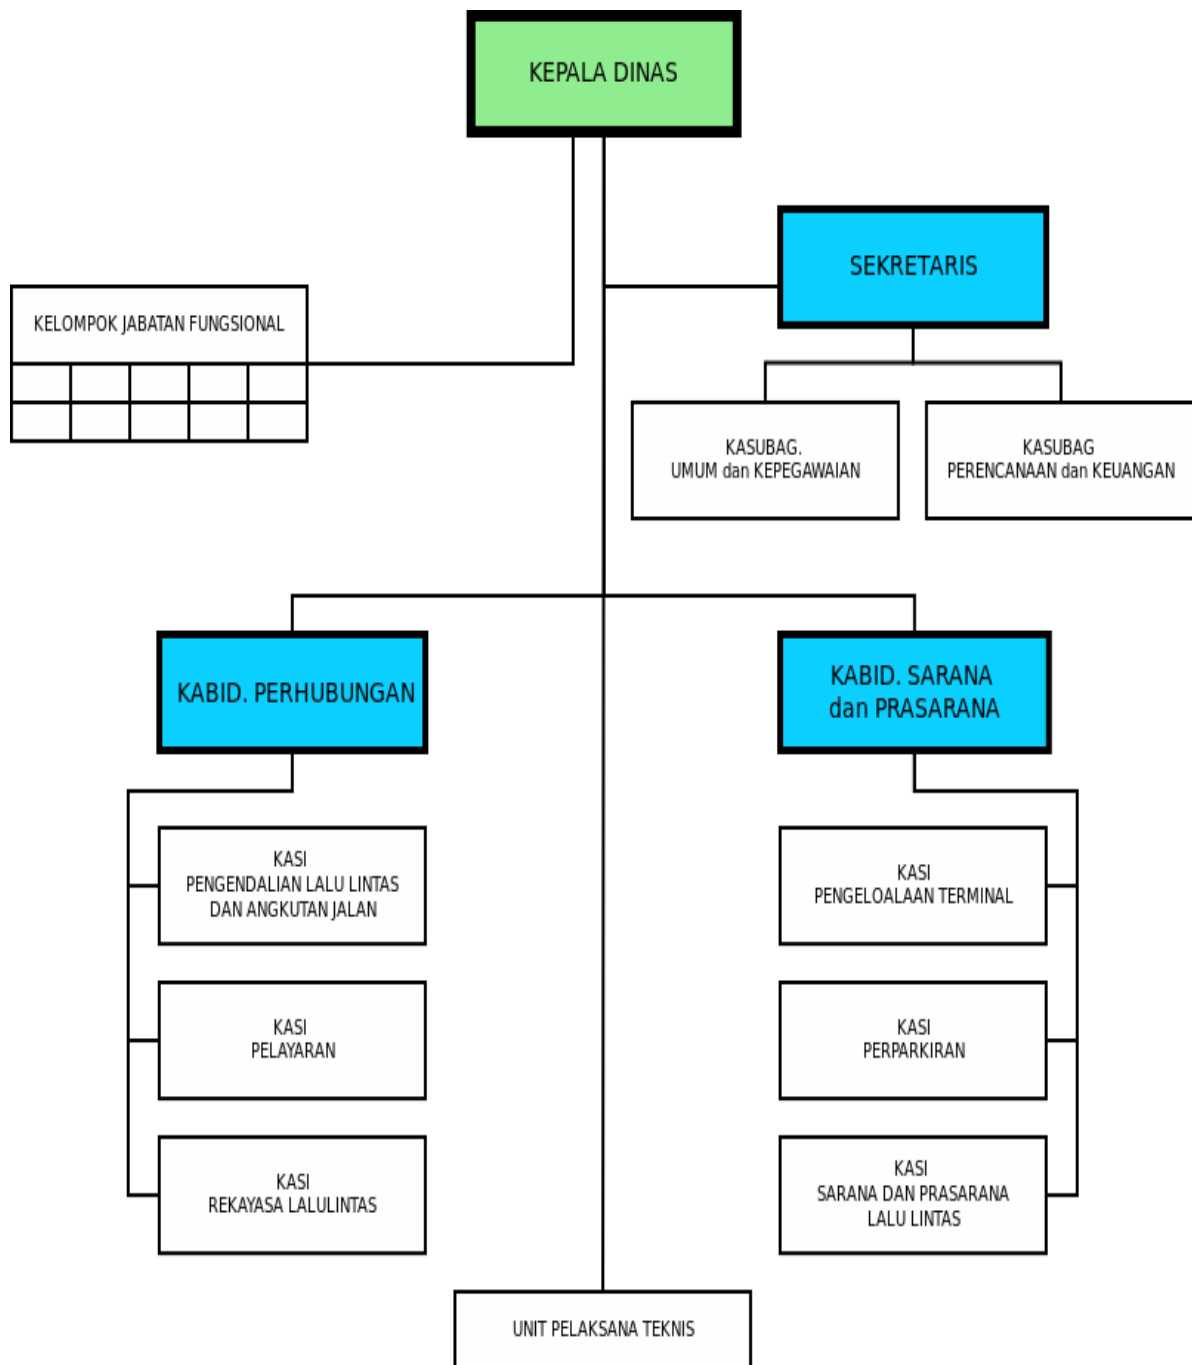 KEPALA DINAS
SEKRETARIS
KELOMPOK JABATAN FUNGSIONAL
KASUBAG.
UMUM dan KEPEGAWAIAN
KASUBAG
PERENCANAAN dan KEUANGAN
KABID. PERHUBUNGAN
KABID. SARANA
dan PRASARANA
KASI
PENGENDALIAN LALU LINTAS
DAN ANGKUTAN JALAN
KASI
PENGELOALAAN TERMINAL
KASI
PELAYARAN
KASI
PERPARKIRAN
KASI
REKAYASA LALULINTAS
KASI
SARANA DAN PRASARANA
LALU LINTAS
UNIT PELAKSANA TEKNIS